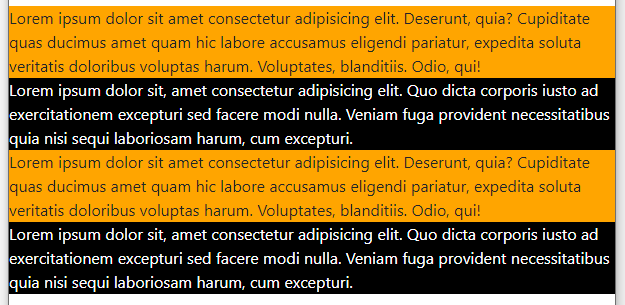 Lorem ipsum dolor sit amet consectetur adipisicing elit. Deserunt, quia? Cupiditate
quas ducimus amet quam hic labore accusamus eligendi pariatur, expedita soluta
veritatis doloribus voluptas harum. Voluptates, blanditiis. Odio, qui!
Lorem ipsum dolor sit, amet consectetur adipisicing elit. Quo dicta corporis iusto ad
exercitationem excepturi sed facere modi nulla. Veniam fuga provident necessitatibus
quia nisi sequi laboriosam harum, cum excepturi.
Lorem ipsum dolor sit amet consectetur adipisicing elit. Deserunt, quia? Cupiditate
quas ducimus amet quam hic labore accusamus eligendi pariatur, expedita soluta
veritatis doloribus voluptas harum. Voluptates, blanditiis. Odio, qui!
Lorem ipsum dolor sit, amet consectetur adipisicing elit. Quo dicta corporis iusto ad
exercitationem excepturi sed facere modi nulla. Veniam fuga provident necessitatibus
quia nisi sequi laboriosam harum, cum excepturi.